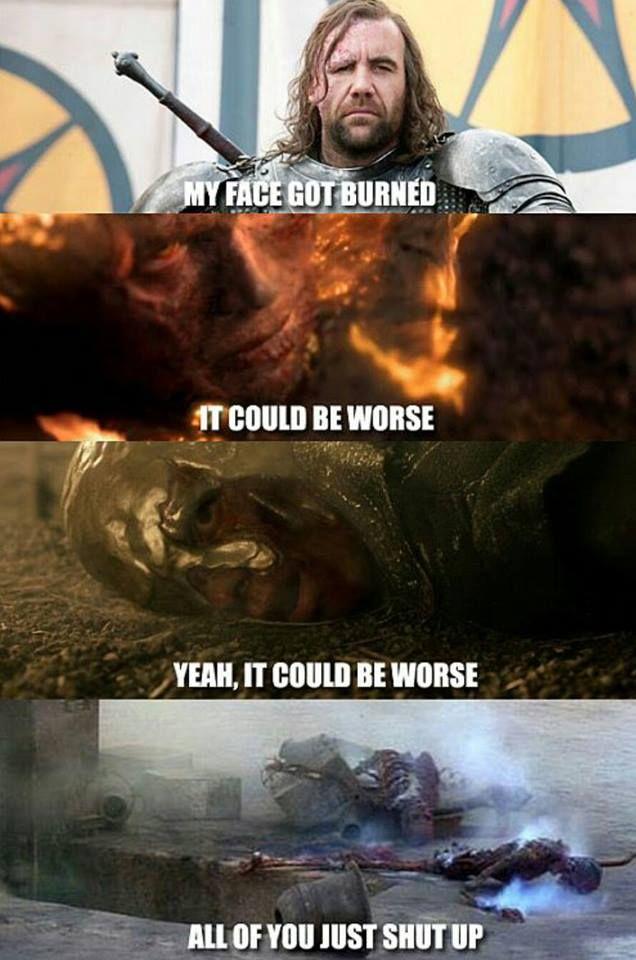 MY FACE GOT BURNED
IT COULD BE WORSE
YEAH, IT COULD BE WORSE
ALL OF YOU JUST SHUT UP